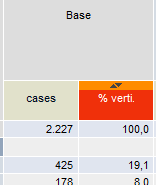 Base
cases % verti.
2.227 100,0
425 19,1
178 8,0